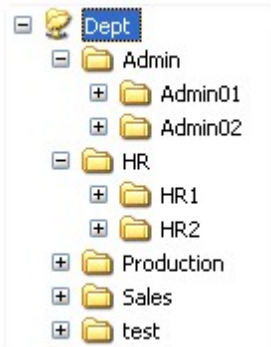 Dept
Admin
Admin01
Admin02
HR
HR1
HR2
Production
Sales
test